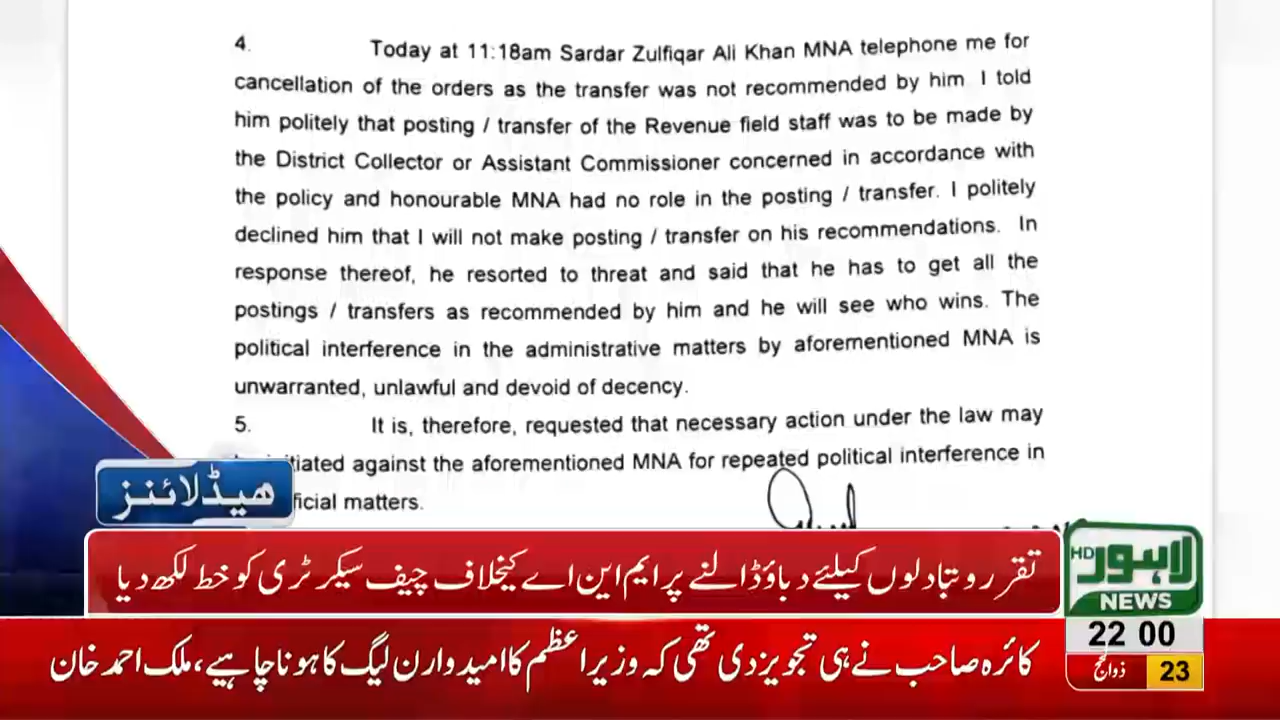 4. Today at 11:18am Sardar Zulfiqar Ali Khan MNA telephone me for
cancellation of the orders as the transfer was not recommended by him. I told
him politely that posting / transfer of the Revenue field staff was to be made by
the District Collector or Assistant Commissioner concerned in accordance with
the policy and honourable MNA had no role in the posting / transfer. I politely
declined him that I will not make posting / transfer on his recommendations. In
response thereof, he resorted to threat and said that he has to get all the
postings / transfers as recommended by him and he will see who wins. The
political interference in the administrative matters by aforementioned MNA is
unwarranted, unlawful and devoid of decency.
5. It is, therefore, requested that necessary action under the law may
itiated against the aforementioned MNA for repeated political interference in
ficial matters.
ہیڈلائنز
تقرر و تبادلوں کیلئے دباؤ ڈالنے پر ایم این اے کیخلاف چیف سیکرٹری کو خط لکھ دیا
HD لاہور
NEWS
22 00
کائرہ صاحب نے ہی تجویز دی تھی کہ وزیراعظم کا امیدوار ن لیگ کا ہونا چاہیے، ملک احمد خان
ذوالحج 23